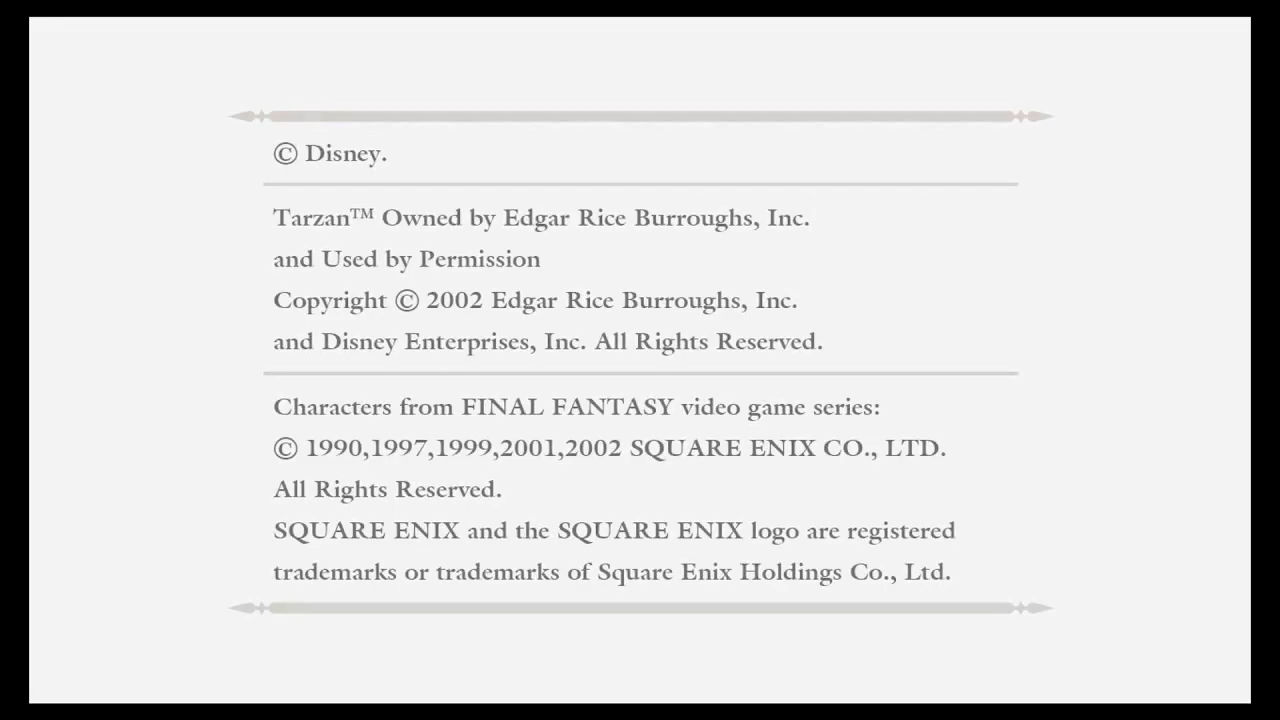 © Disney.
Tarzan™ Owned by Edgar Rice Burroughs, Inc.
and Used by Permission
Copyright © 2002 Edgar Rice Burroughs, Inc.
and Disney Enterprises, Inc. All Rights Reserved.
Characters from FINAL FANTASY video game series:
© 1990,1997,1999,2001,2002 SQUARE ENIX CO., LTD.
All Rights Reserved.
SQUARE ENIX and the SQUARE ENIX logo are registered
trademarks or trademarks of Square Enix Holdings Co., Ltd.